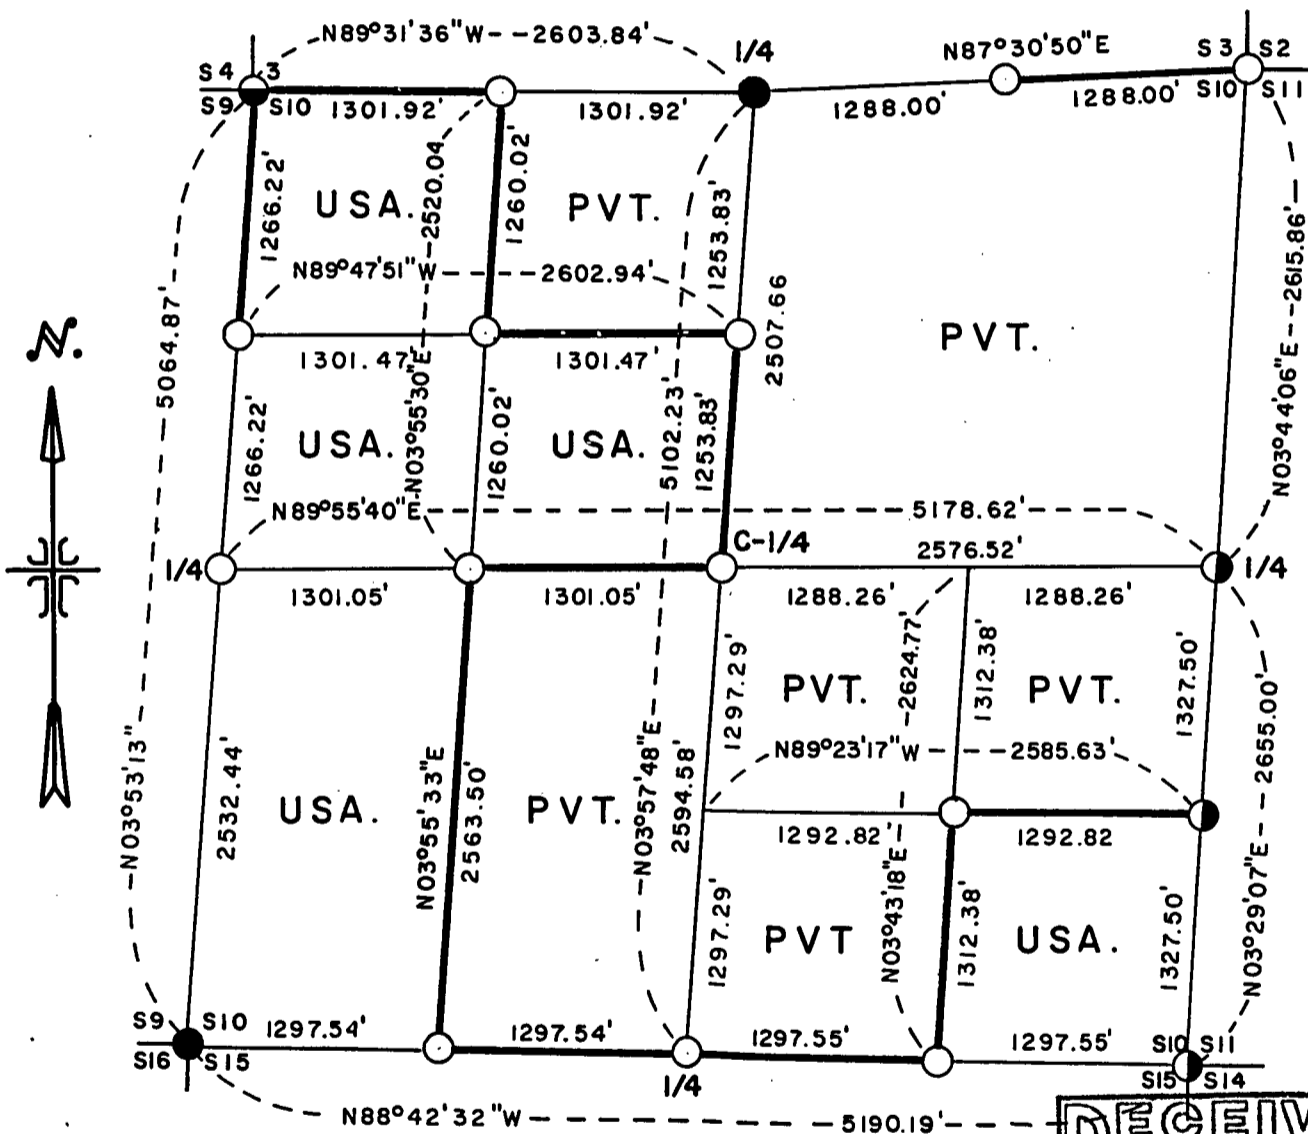 N89°31'36"W - - 2603.84'
1/4
N87°30'50"E
S3 S2
S4 3
S9 S10
1301.92'
1301.92'
1288.00'
1288.00'
S10 S11
1266.22'
2520.04
1260.02'
1253.83'
USA.
PVT.
N89°47'51"W - - - 2602.94'
5064.87'
2507.66
2615.86'
PVT.
N.
1301.47'
1301.47'
N03°55'30"E
N03°44'06"E
1266.22'
USA.
1260.02'
USA.
5102.23'
1253.83'
N89°55'40"E
5178.62'
C-1/4
2576.52'
1/4
1/4
1301.05'
1301.05'
1288.26'
1288.26'
1297.29'
2624.77'
1312.38'
1327.50'
PVT.
PVT.
2655.00'
N03°53'13"
N03°57'48"E
N89°23'17"W - - - 2585.63'
2532.44'
USA.
N03°55'33"E
2563.50'
PVT.
2594.58'
1292.82'
1292.82
N03°43'18"E
1297.29'
PVT
1312.38'
USA.
1327.50'
N03°29'07"E
S9 S10
1297.54'
1297.54'
1297.55'
1297.55'
S10 S11
S16 S15
1/4
S15 S14
N88°42'32"W
5190.19'
RECEIV